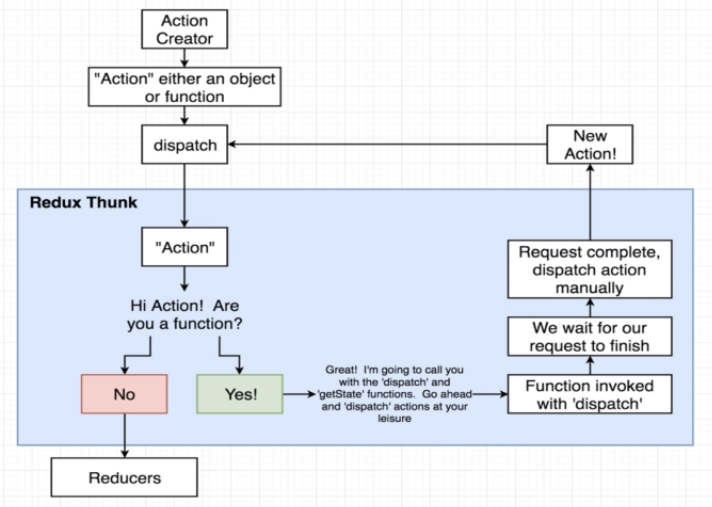 Action
Creator
"Action" either an object
or function
dispatch
New
Action!
Redux Thunk
"Action"
Request complete,
dispatch action
manually
Hi Action! Are
you a function?
We wait for our
request to finish
No
Yes!
Great! I'm going to call you
with the 'dispatch' and
'getState' functions. Go ahead
and 'dispatch' actions at your
leisure
Function invoked
with 'dispatch'
Reducers